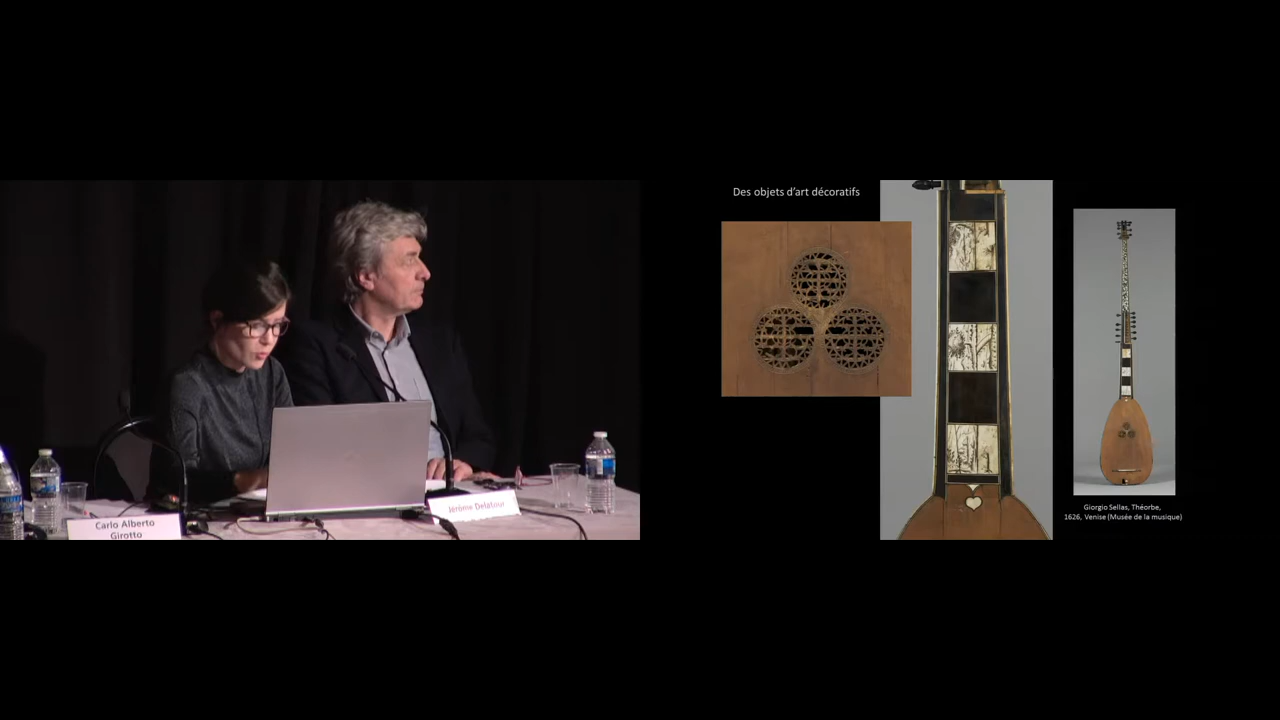 Des objets d'art décoratifs
Giorgio Sellas, Théorbe,
1626, Venise (Musée de la musique)
Carlo Alberto
Girotto
Jérôme Delatour